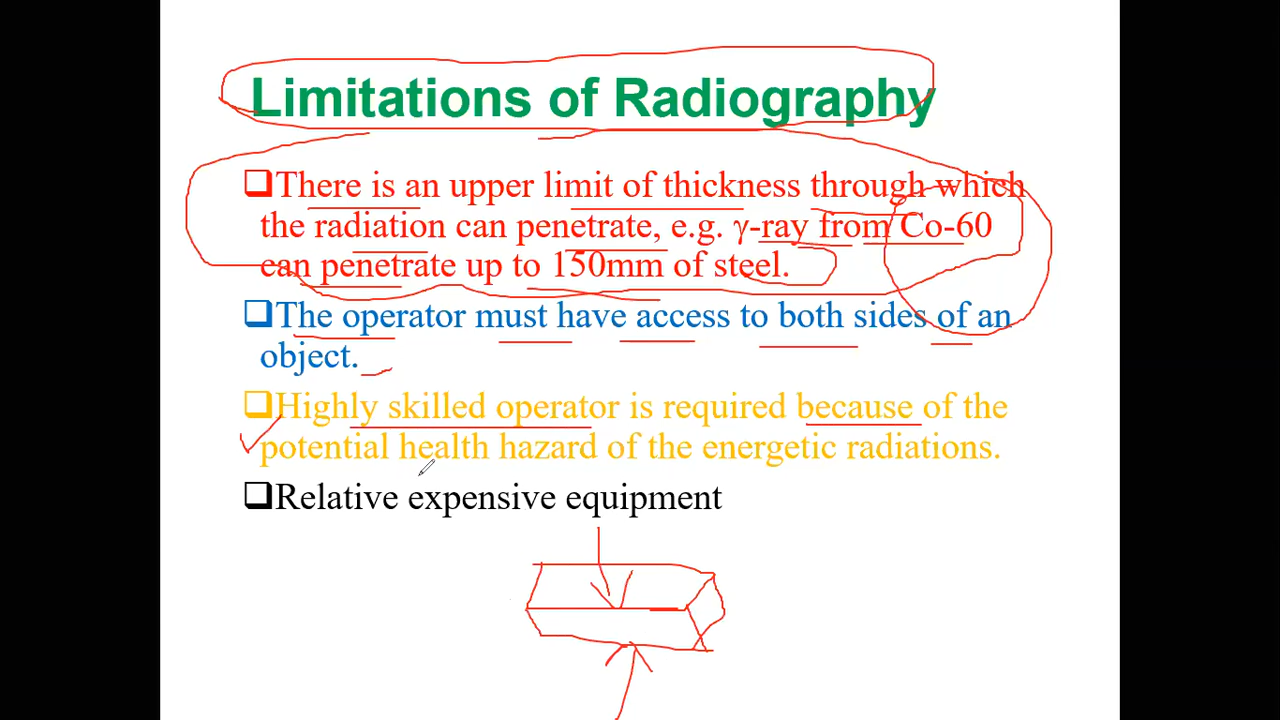 Limitations of Radiography
There is an upper limit of thickness through which
the radiation can penetrate, e.g. γ-ray from Co-60
can penetrate up to 150mm of steel.
The operator must have access to both sides of an
object.
Highly skilled operator is required because of the
potential health hazard of the energetic radiations.
Relative expensive equipment